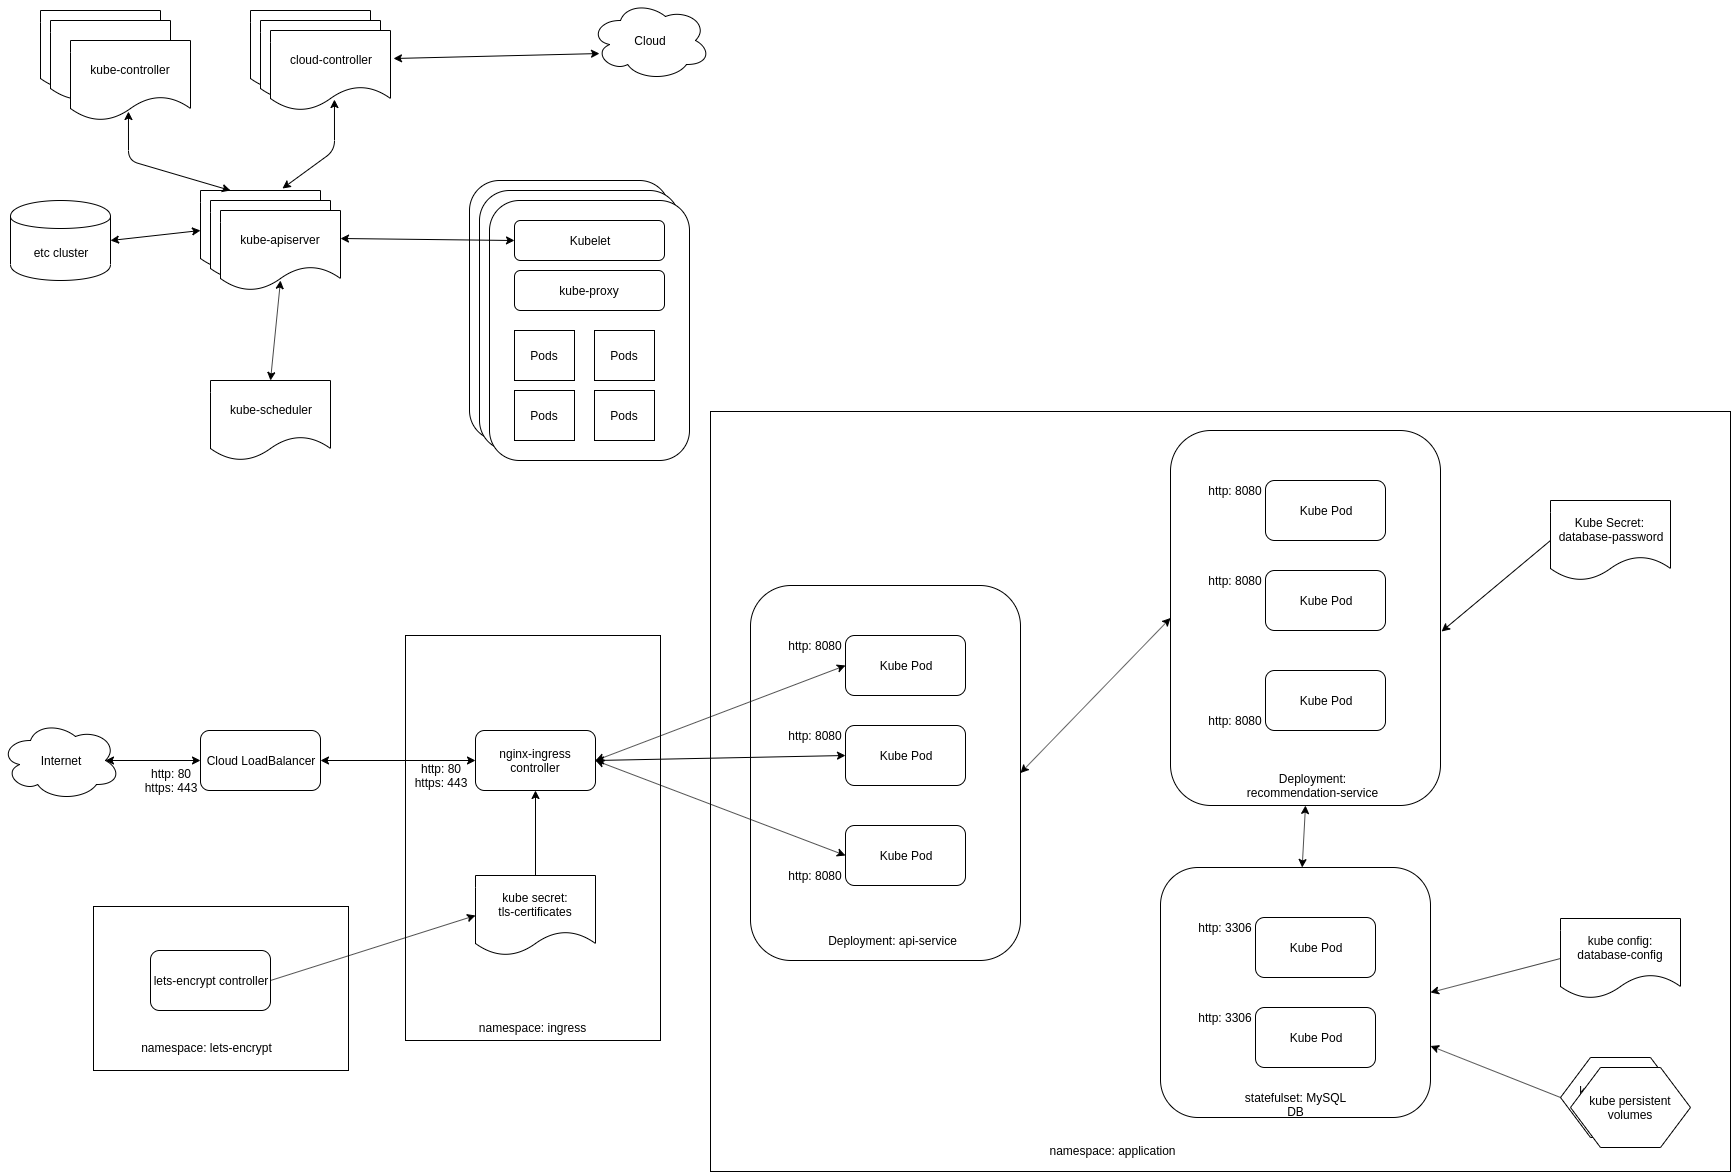 kube-controller
cloud-controller
Cloud
etc cluster
kube-apiserver
Kubelet
kube-proxy
Pods
Pods
Pods
Pods
kube-scheduler
http: 8080
Kube Pod
http: 8080
Kube Pod
Kube Pod
http: 8080
Deployment:
recommendation-service
Kube Secret:
database-password
http: 8080
Kube Pod
http: 8080
Kube Pod
Kube Pod
http: 8080
Deployment: api-service
Internet
http: 80
https: 443
Cloud LoadBalancer
http: 80
https: 443
nginx-ingress
controller
kube secret:
tls-certificates
namespace: ingress
lets-encrypt controller
namespace: lets-encrypt
http: 3306
Kube Pod
http: 3306
Kube Pod
statefulset: MySQL
DB
kube config:
database-config
kube persistent
volumes
namespace: application